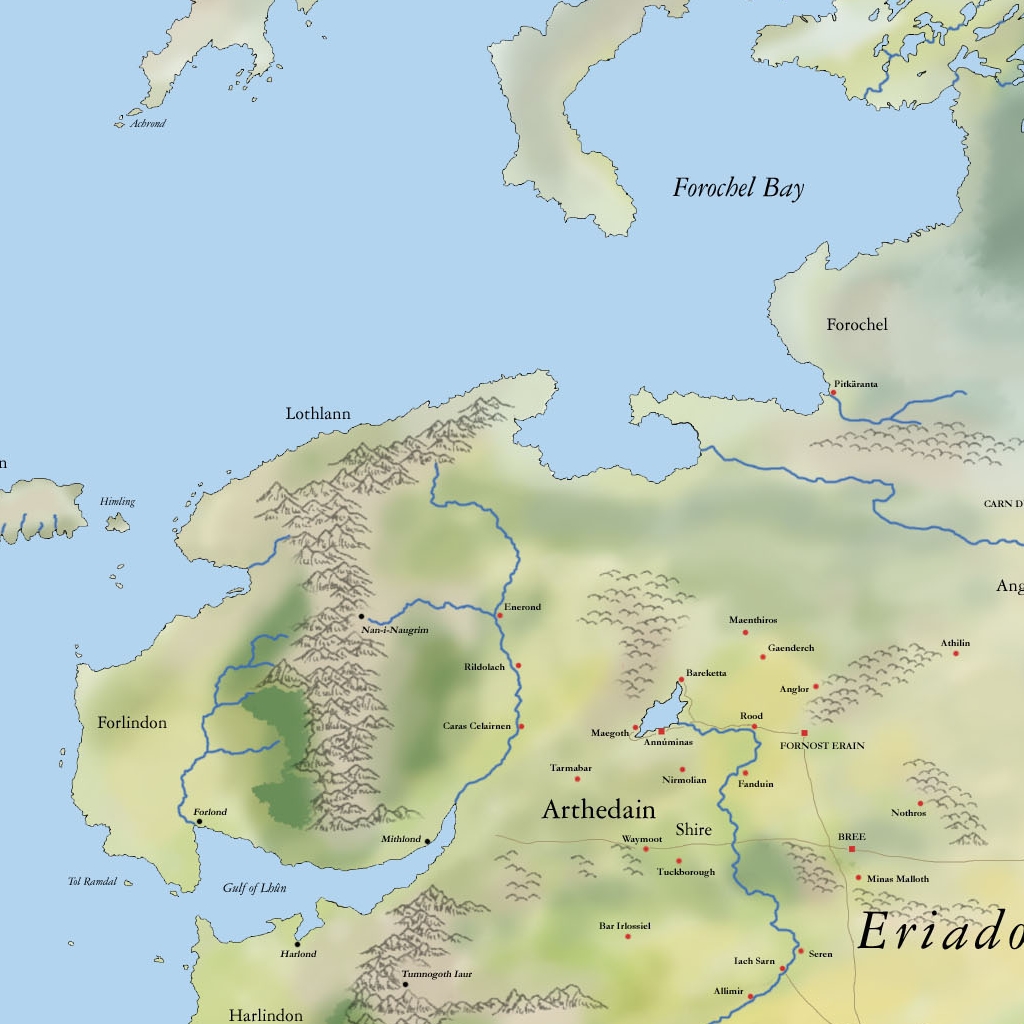 Achrond
Forochel Bay
Forochel
Pitkäranta
Lothlann
n
Himling
CARN D
Ang
Enerond
Nan-i-Naugrim
Maenthiros
Gaenderch
Athilin
Rildolach
Bareketta
Anglor
Forlindon
Rood
Caras Celairnen
Maegoth
Annúminas
FORNOST ERAIN
Tarmabar
Nirmolian
Fanduin
Forlond
Arthedain
Nothros
Shire
Mithlond
Waymoot
BREE
Tuckborough
Tol Ramdal
Gulf of Lhûn
Minas Malloth
Bar Irlossiel
Eriado
Harlond
Seren
Iach Sarn
Tumnogoth Iaur
Allimir
Harlindon